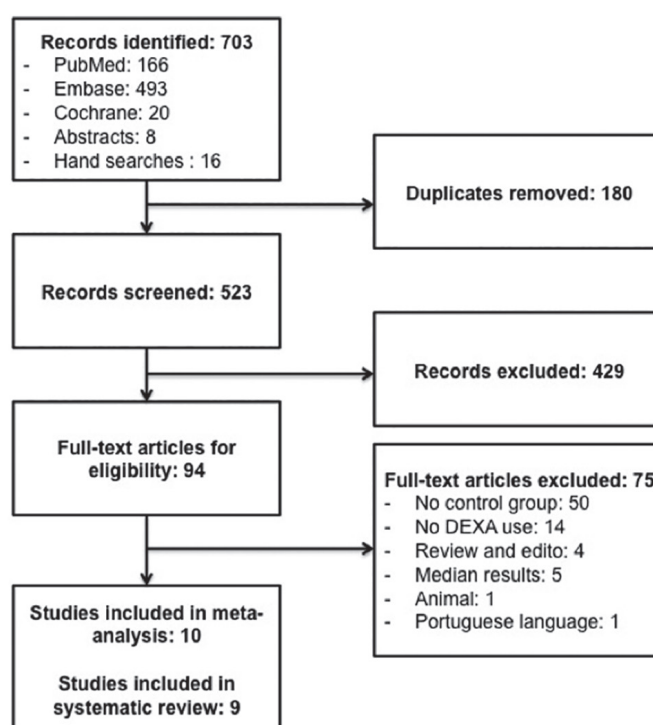 Records identified: 703
- PubMed: 166
- Embase: 493
- Cochrane: 20
- Abstracts: 8
- Hand searches : 16
Duplicates removed: 180
Records screened: 523
Records excluded: 429
Full-text articles for
eligibility: 94
Full-text articles excluded: 75
- No control group: 50
- No DEXA use: 14
- Review and edito: 4
- Median results: 5
- Animal: 1
- Portuguese language: 1
Studies included in meta-
analysis: 10
Studies included in
systematic review: 9